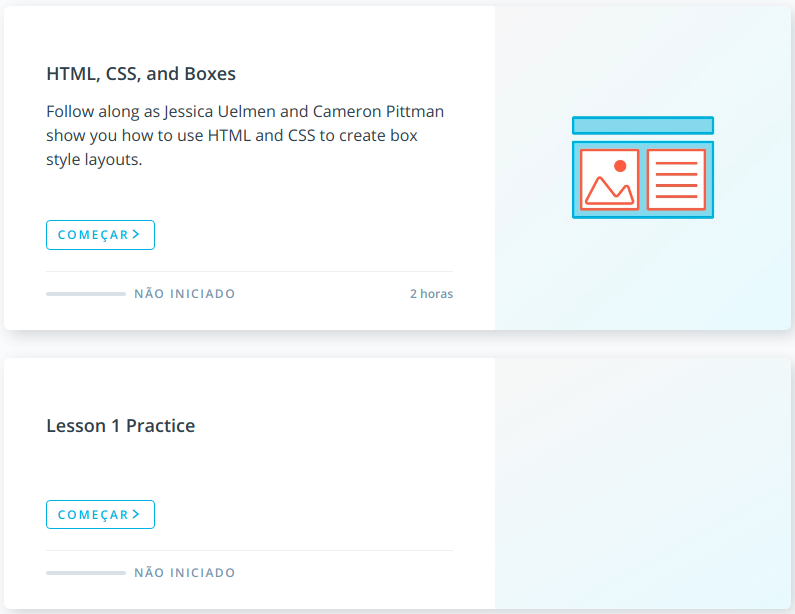 HTML, CSS, and Boxes
Follow along as Jessica Uelmen and Cameron Pittman
show you how to use HTML and CSS to create box
style layouts.
COMEÇAR >
NÃO INICIADO 2 horas
Lesson 1 Practice
COMEÇAR >
NÃO INICIADO